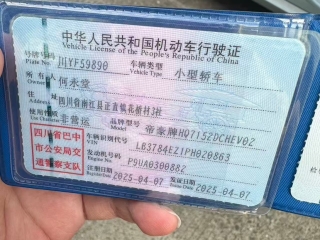 中华人民共和国机动车行驶证
Vehicle License of the People's Republic of China
号牌号码 川YF59890 车辆类型 小型轿车
Plate No. Vehicle Type
所有人 何永堂
Owner
住址 四川省南江县正直镇花桥村3社
Address
使用性质 非营运 品牌型号 帝豪牌HQ7152DCHEV02
Use Character Model
四川省巴中市公安局交通警察支队
车辆识别代号 LB37B4EZ1PH020863
VIN
发动机号码 P9UA0300882
Engine No.
注册日期 2025-04-07 发证日期 2025-04-07
Register Date Issue Date